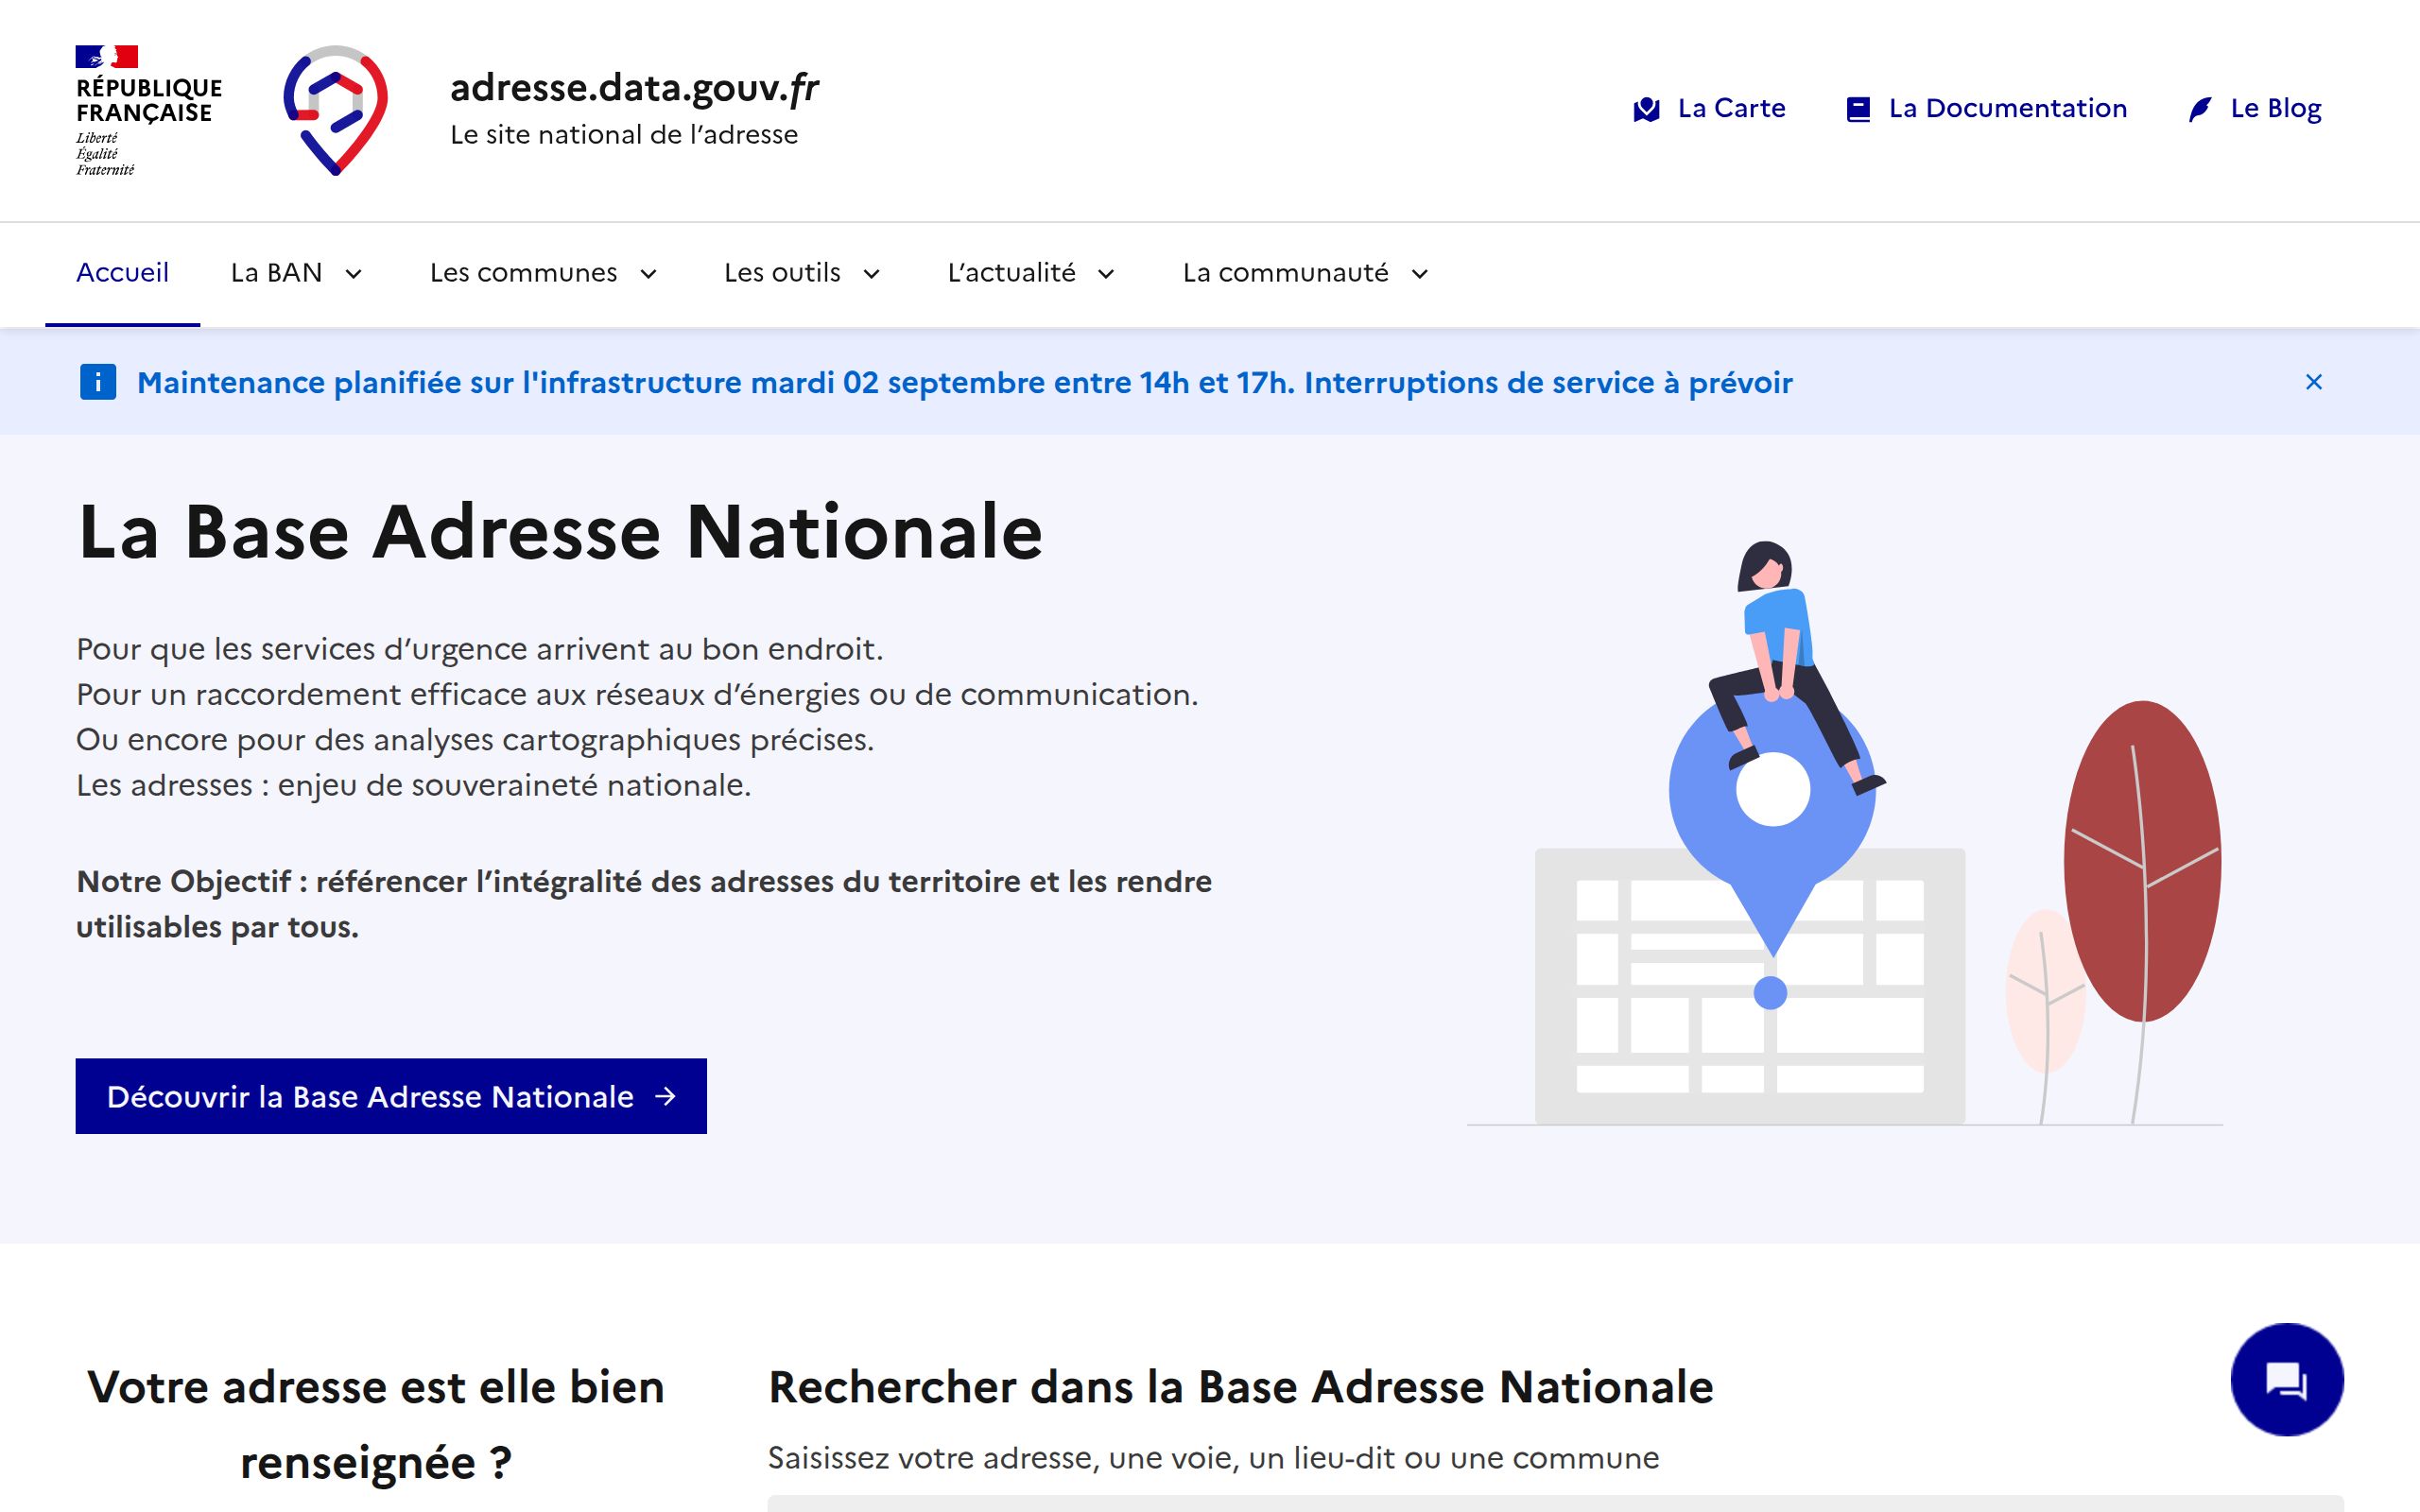 RÉPUBLIQUE
FRANÇAISE
Liberté
Égalité
Fraternité
adresse.data.gouv.fr
Le site national de l’adresse
La Carte
La Documentation
Le Blog
Accueil
La BAN
Les communes
Les outils
L’actualité
La communauté
Maintenance planifiée sur l'infrastructure mardi 02 septembre entre 14h et 17h. Interruptions de service à prévoir
La Base Adresse Nationale
Pour que les services d’urgence arrivent au bon endroit.
Pour un raccordement efficace aux réseaux d’énergies ou de communication.
Ou encore pour des analyses cartographiques précises.
Les adresses : enjeu de souveraineté nationale.
Notre Objectif : référencer l’intégralité des adresses du territoire et les rendre
utilisables par tous.
Découvrir la Base Adresse Nationale
Votre adresse est elle bien
renseignée ?
Rechercher dans la Base Adresse Nationale
Saisissez votre adresse, une voie, un lieu-dit ou une commune